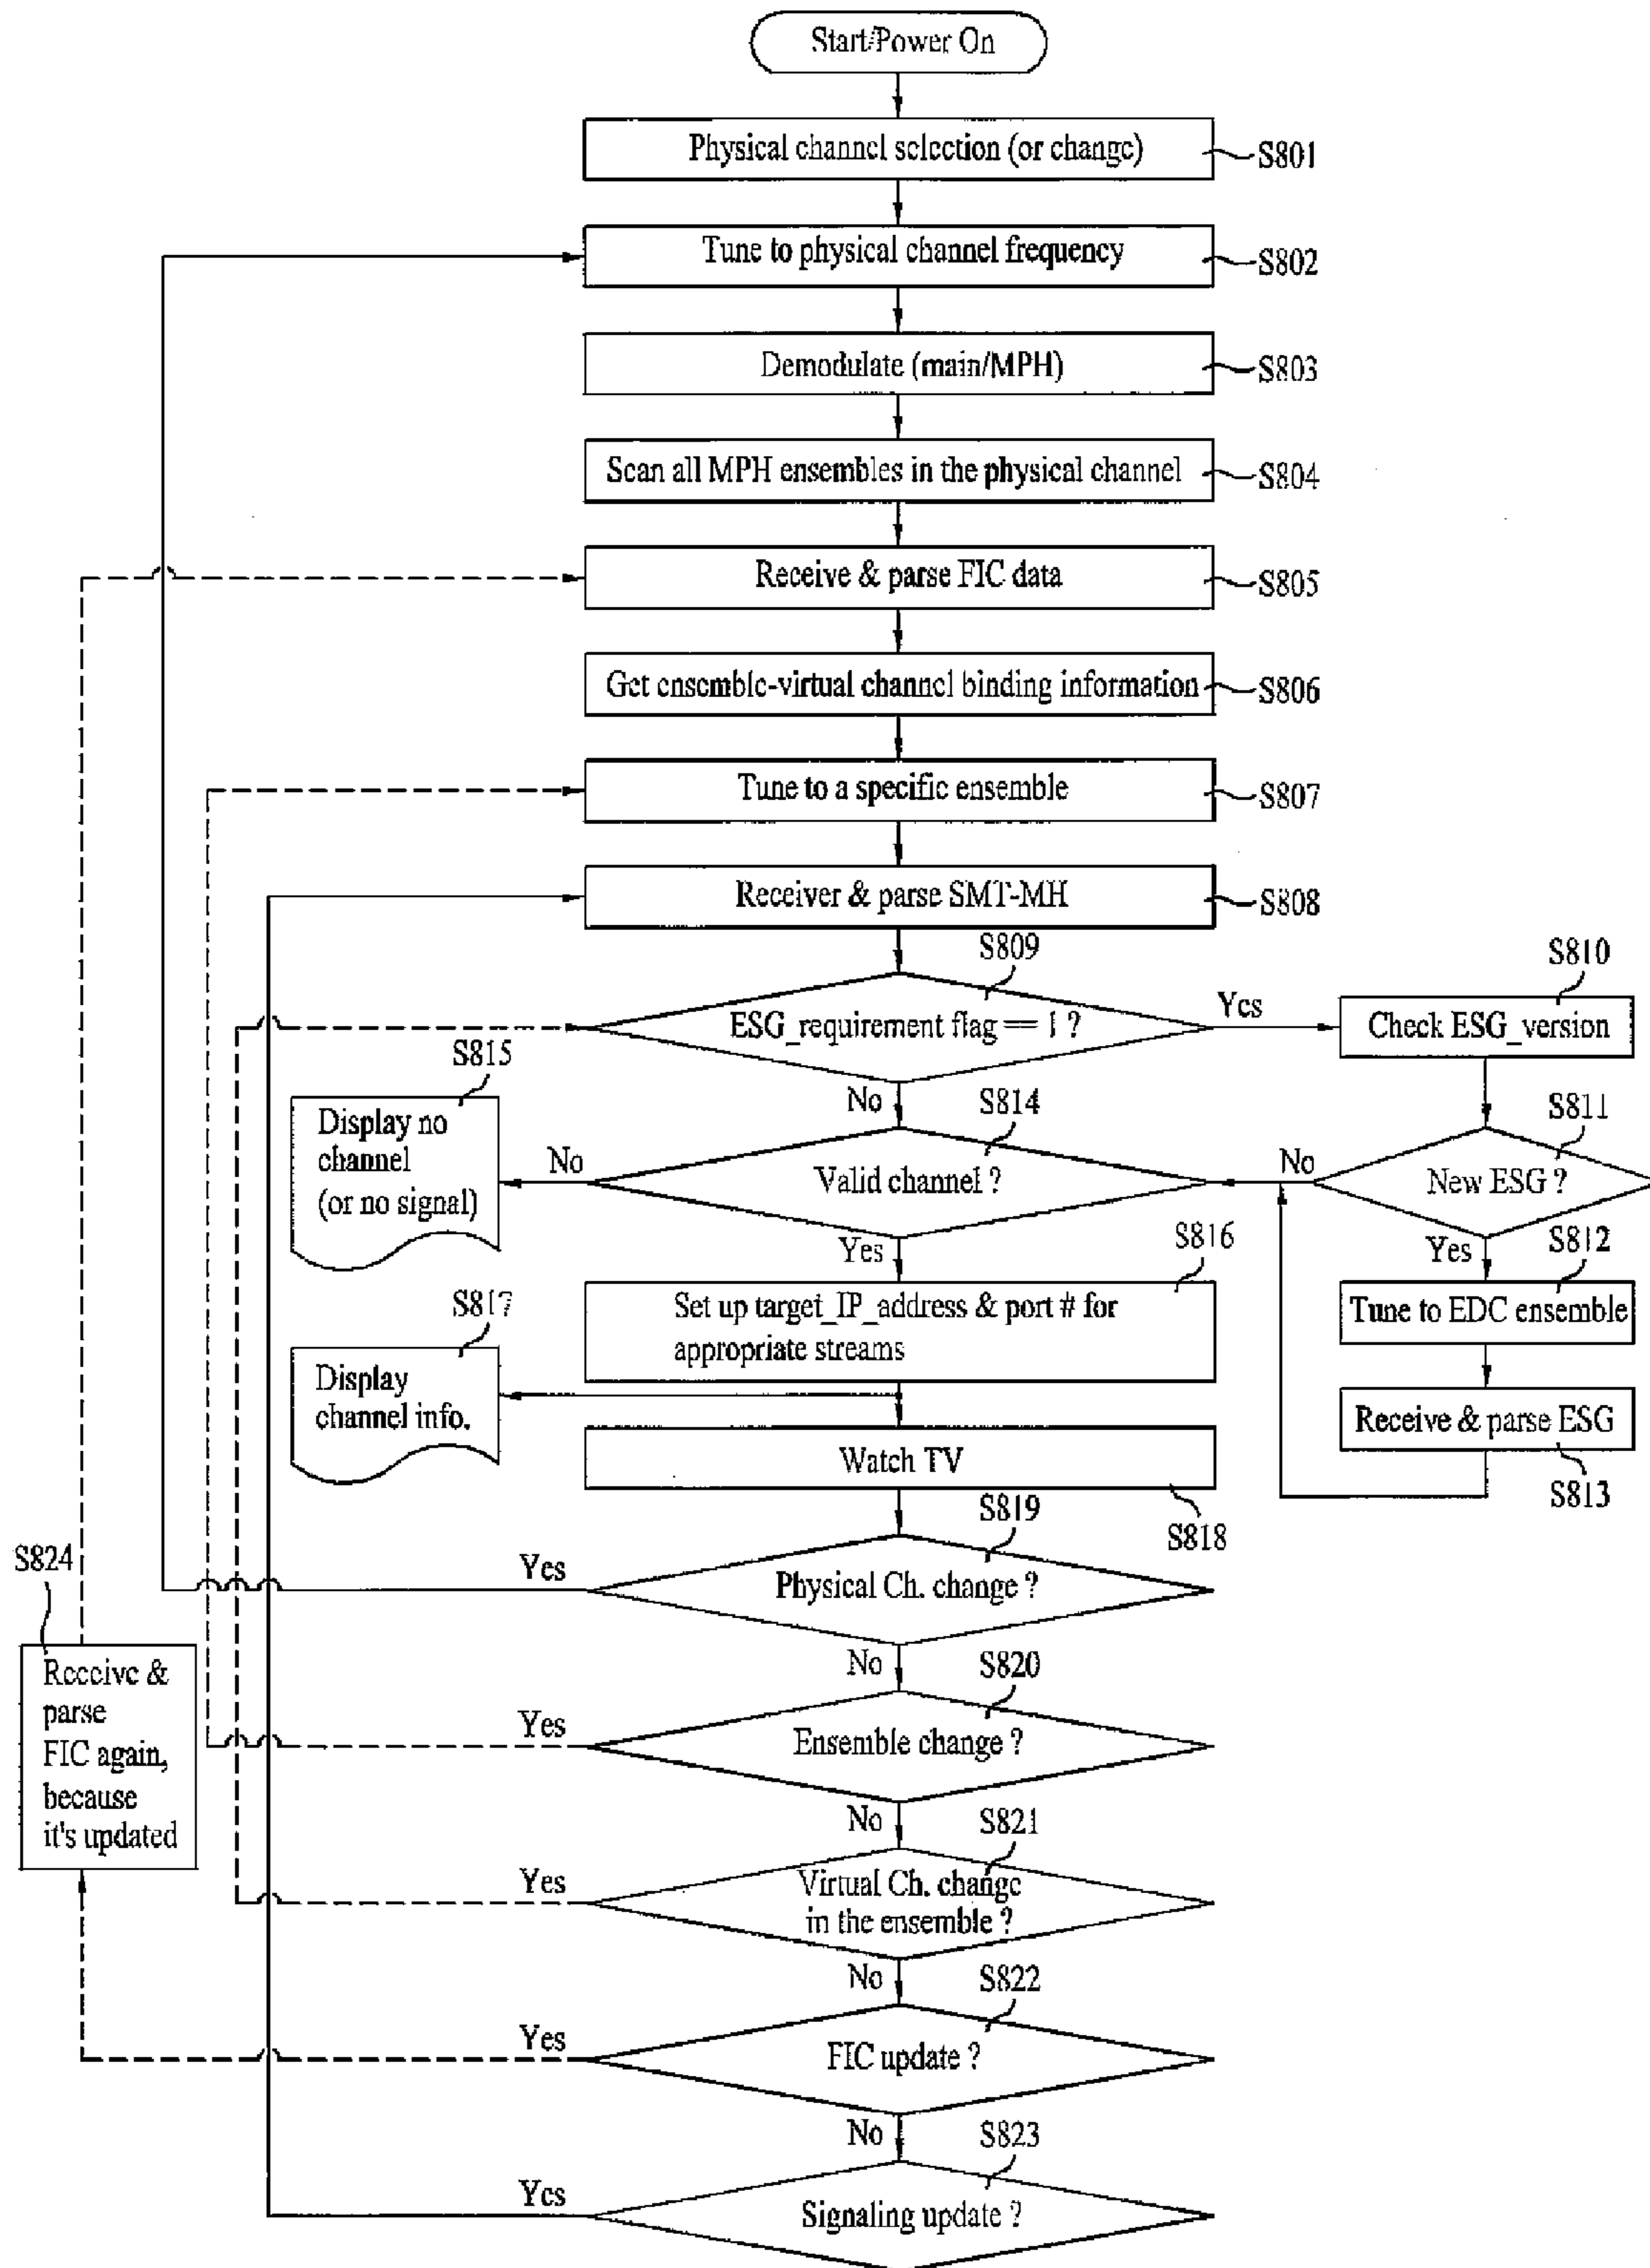 Start/Power On
Physical channel selection (or change)
S801
Tune to physical channel frequency
S802
Demodulate (main/MPH)
S803
Scan all MPH ensembles in the physical channel
S804
Receive & parse FIC data
S805
Get ensemble-virtual channel binding information
S806
Tune to a specific ensemble
S807
Receiver & parse SMT-MH
S808
S809
ESG_requirement flag == 1 ?
Yes
No
S810
Check ESG_version
S811
New ESG ?
No
Yes
S812
Tune to EDC ensemble
Receive & parse ESG
S813
S814
Valid channel ?
No
Yes
S815
Display no
channel
(or no signal)
S816
Set up target_IP_address & port # for
appropriate streams
S817
Display
channel info.
Watch TV
S818
S819
Physical Ch. change ?
Yes
No
S820
Ensemble change ?
Yes
No
S821
Virtual Ch. change
in the ensemble ?
Yes
No
S822
FIC update ?
Yes
No
S823
Signaling update ?
Yes
S824
Receive &
parse
FIC again,
because
it's updated